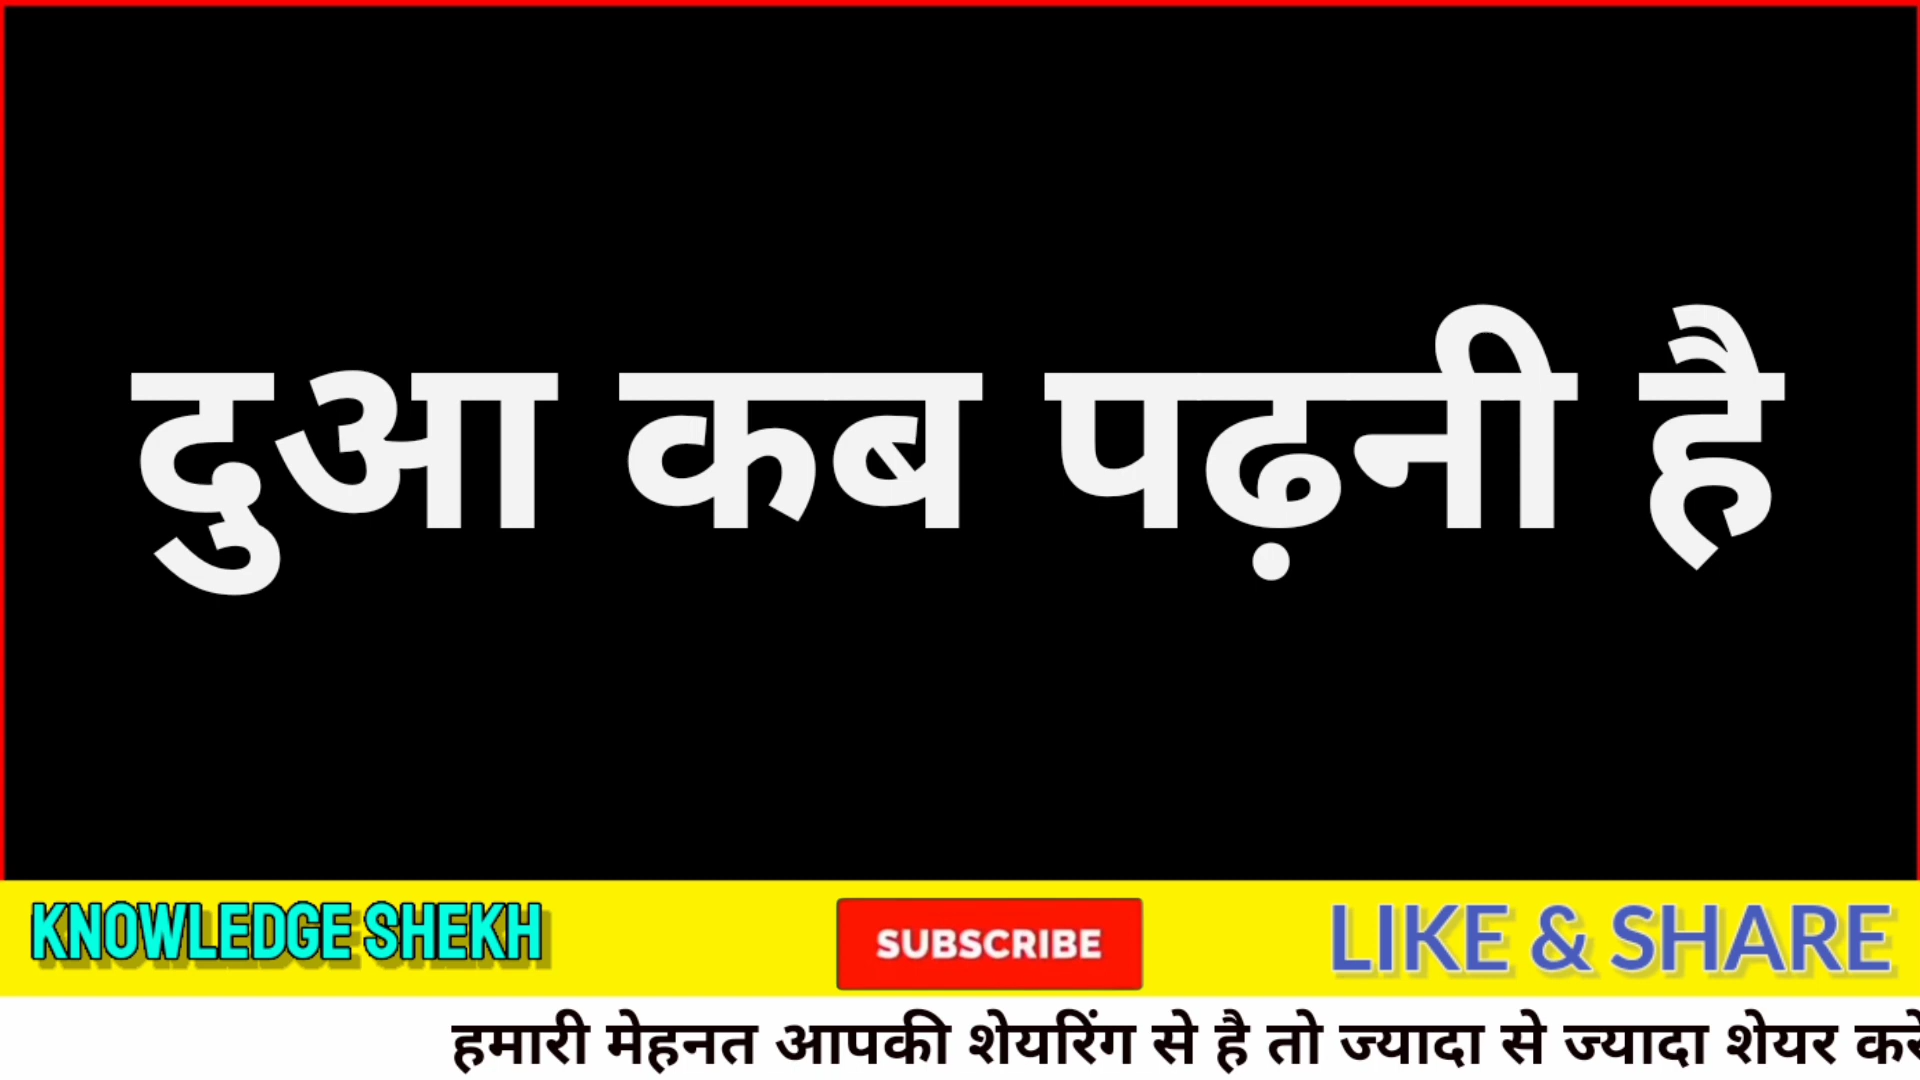 दुआ कब पढ़नी है
KNOWLEDGE SHEKH
SUBSCRIBE
LIKE & SHARE
हमारी मेहनत आपकी शेयरिंग से है तो ज्यादा से ज्यादा शेयर